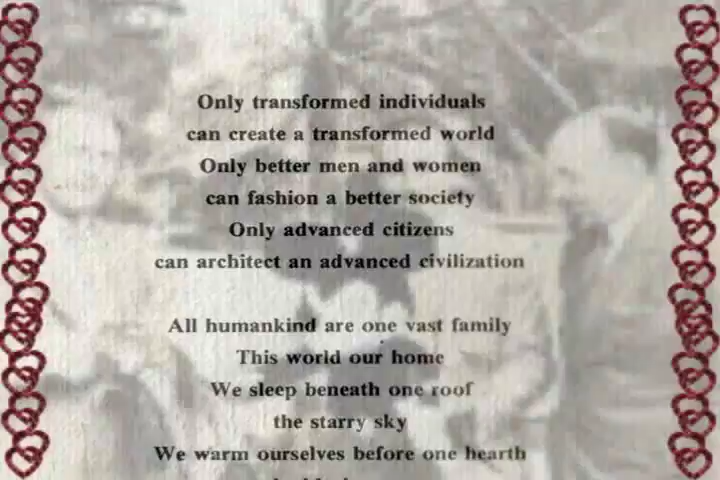 Only transformed individuals
can create a transformed world
Only better men and women
can fashion a better society
Only advanced citizens
can architect an advanced civilization
All humankind are one vast family
This world our home
We sleep beneath one roof
the starry sky
We warm ourselves before one hearth